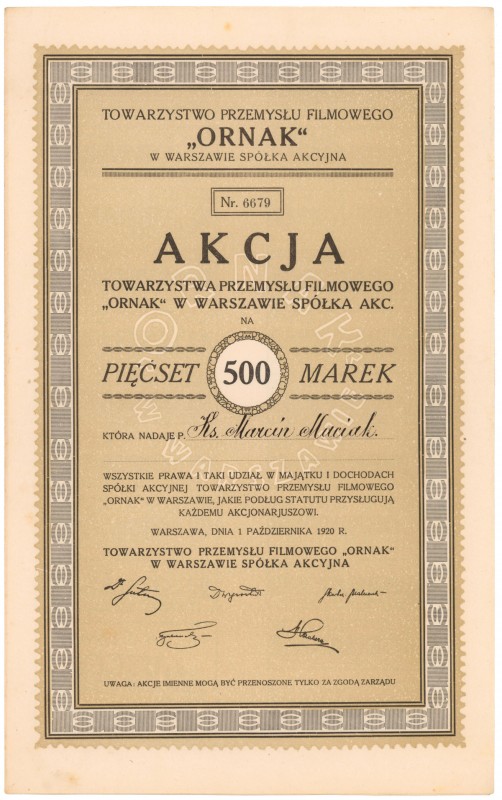 TOWARZYSTWO PRZEMYSŁU FILMOWEGO
„ORNAK“
W WARSZAWIE SPÓŁKA AKCYJNA
Nr. 6679
AKCJA
TOWARZYSTWA PRZEMYSŁU FILMOWEGO
„ORNAK“ W WARSZAWIE SPÓŁKA AKC.
NA
PIĘĆSET 500 MAREK
KTÓRA NADAJE P. Ks. Marcin Maciak.
WSZYSTKIE PRAWA I TAKI UDZIAŁ W MAJĄTKU I DOCHODACH
SPÓŁKI AKCYJNEJ TOWARZYSTWO PRZEMYSŁU FILMOWEGO
„ORNAK“ W WARSZAWIE, JAKIE PODŁUG STATUTU PRZYSŁUGUJĄ
KAŻDEMU AKCJONARJUSZOWI.
WARSZAWA, DNIA 1 PAŹDZIERNIKA 1920 R.
TOWARZYSTWO PRZEMYSŁU FILMOWEGO „ORNAK“
W WARSZAWIE SPÓŁKA AKCYJNA
UWAGA: AKCJE IMIENNE MOGĄ BYĆ PRZENOSZONE TYLKO ZA ZGODĄ ZARZĄDU